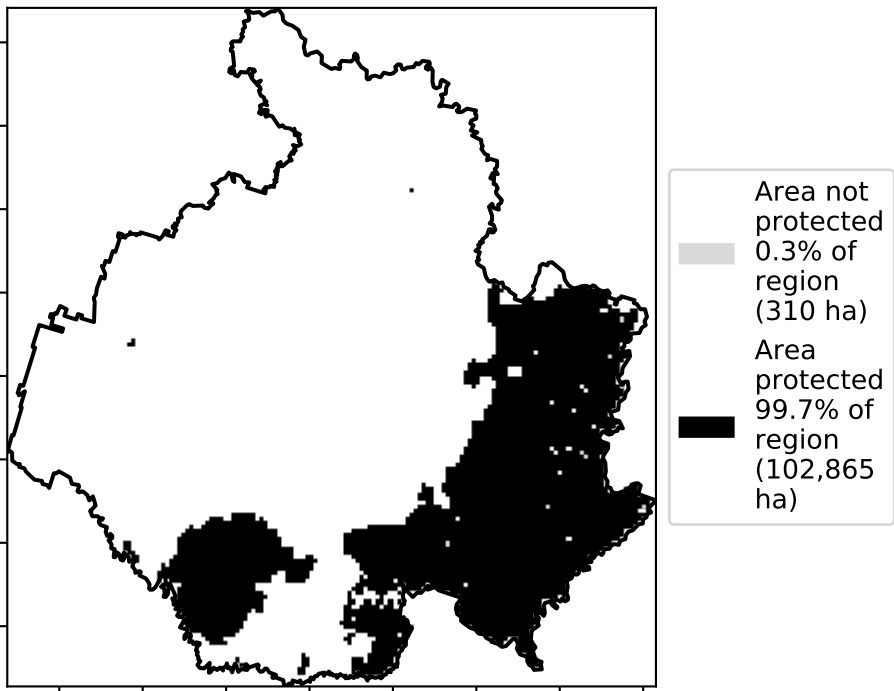 Area not
protected
0.3% of
region
(310 ha)
Area
protected
99.7% of
region
(102,865
ha)